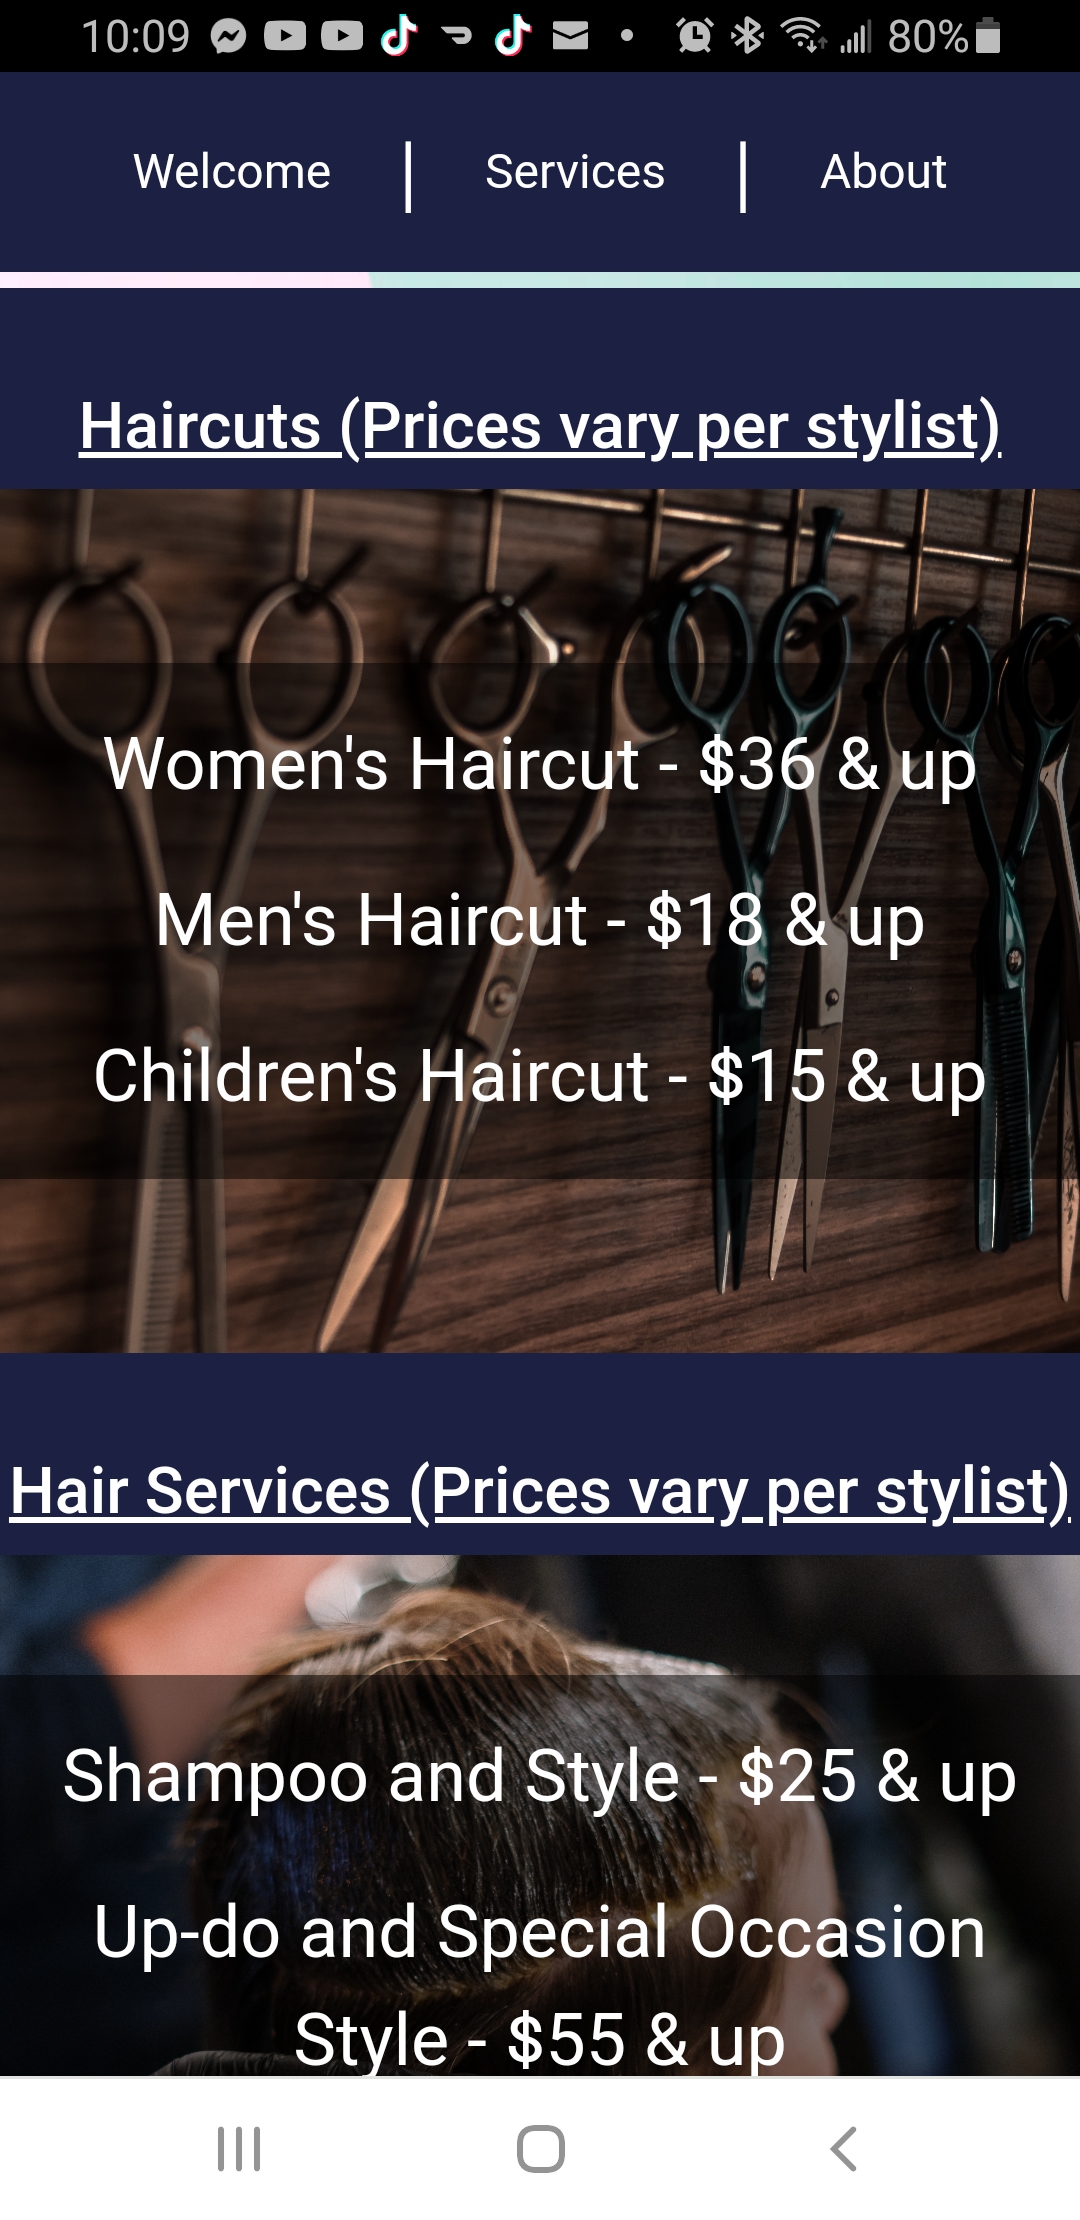 10:09 80%
Welcome | Services | About
Haircuts (Prices vary per stylist)
Women's Haircut - $36 & up
Men's Haircut - $18 & up
Children's Haircut - $15 & up
Hair Services (Prices vary per stylist)
Shampoo and Style - $25 & up
Up-do and Special Occasion
Style - $55 & up